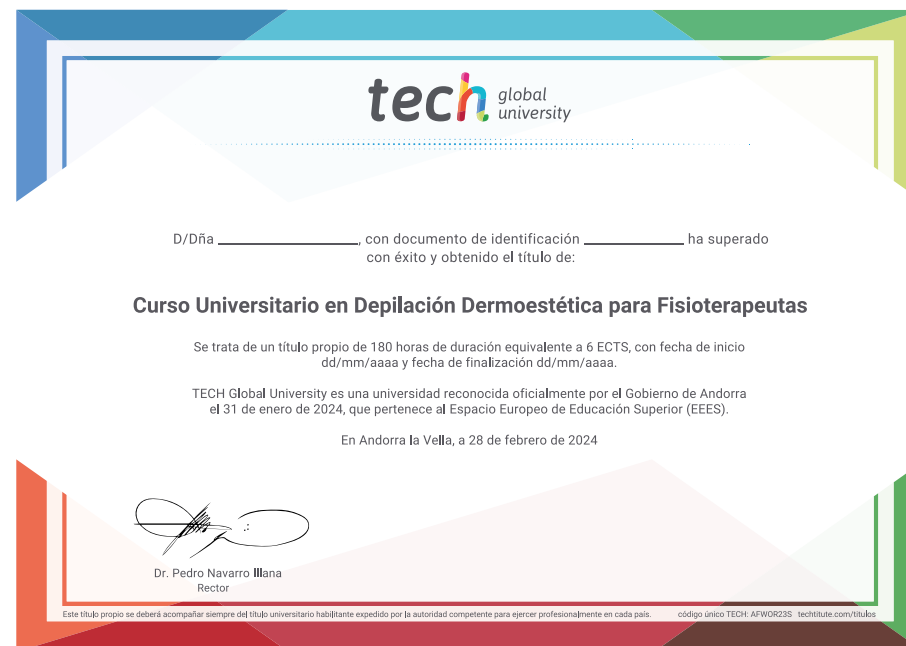 tech global
university
D/Dña ____________________, con documento de identificación ______________ ha superado
con éxito y obtenido el título de:
Curso Universitario en Depilación Dermoestética para Fisioterapeutas
Se trata de un título propio de 180 horas de duración equivalente a 6 ECTS, con fecha de inicio
dd/mm/aaaa y fecha de finalización dd/mm/aaaa.
TECH Global University es una universidad reconocida oficialmente por el Gobierno de Andorra
el 31 de enero de 2024, que pertenece al Espacio Europeo de Educación Superior (EEES).
En Andorra la Vella, a 28 de febrero de 2024
Dr. Pedro Navarro Illana
Rector
Este título propio se deberá acompañar siempre del título universitario habilitante expedido por la autoridad competente para ejercer profesionalmente en cada país. código único TECH: AFWOR23S techtitute.com/titulos